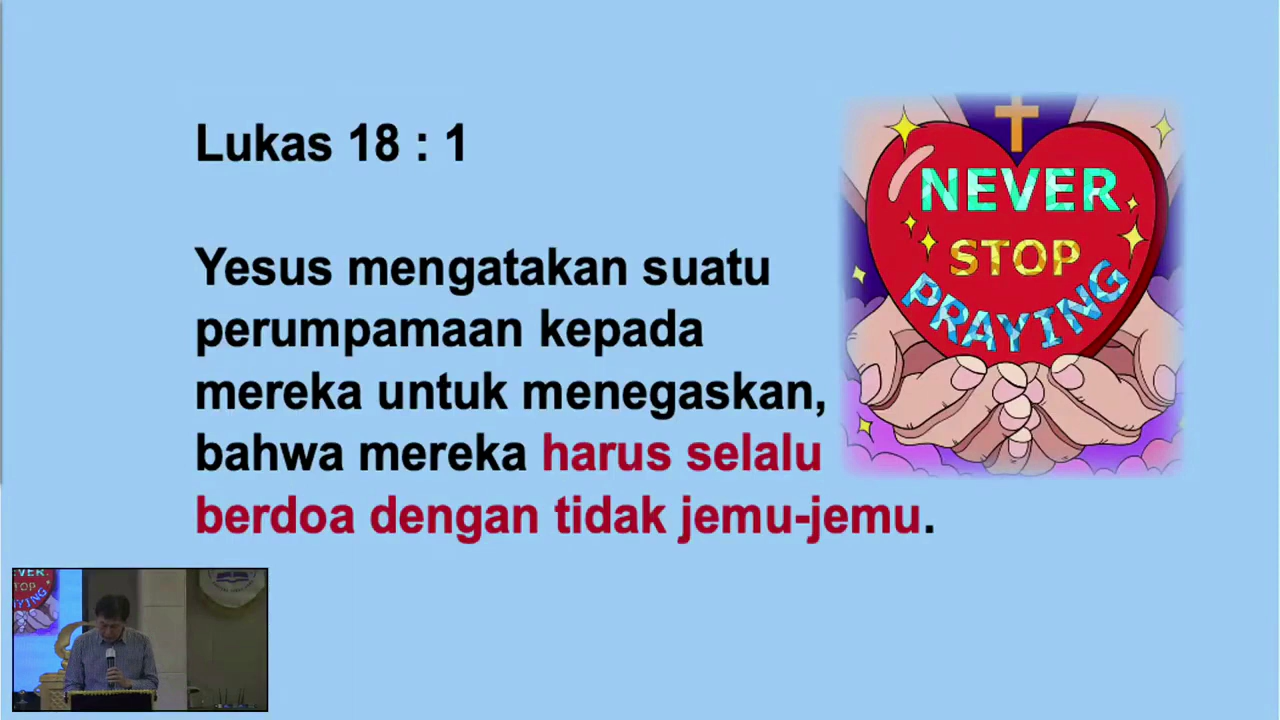 Lukas 18 : 1
Yesus mengatakan suatu
perumpamaan kepada
mereka untuk menegaskan,
bahwa mereka harus selalu
berdoa dengan tidak jemu-jemu.
NEVER
STOP
PRAYING